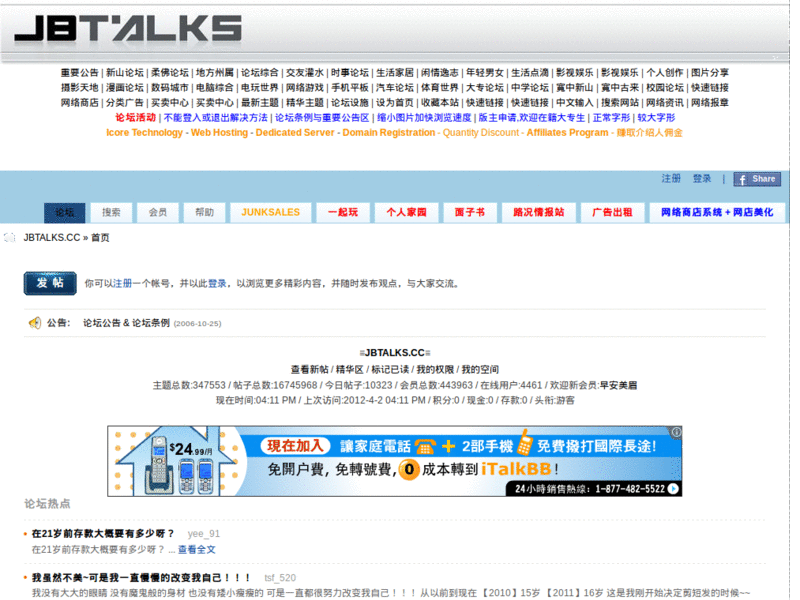 JBTALKS
重要公告 | 新山论坛 | 柔佛论坛 | 地方州属 | 论坛综合 | 交友灌水 | 时事论坛 | 生活家居 | 闲情逸志 | 年轻男女 | 生活点滴 | 影视娱乐 | 影视娱乐 | 个人创作 | 图片分享
摄影天地 | 漫画论坛 | 数码城市 | 电脑综合 | 电玩世界 | 网络游戏 | 手机平板 | 汽车论坛 | 体育世界 | 大专论坛 | 中学论坛 | 寬中新山 | 寬中古来 | 校园论坛 | 快速链接
网络商店 | 分类广告 | 买卖中心 | 买卖中心 | 最新主题 | 精华主题 | 论坛设施 | 设为首页 | 收藏本站 | 快速链接 | 快速链接 | 中文输入 | 搜索网站 | 网络资讯 | 网络报章
论坛活动 | 不能登入或退出解决方法 | 论坛条例与重要公告区 | 缩小图片加快浏览速度 | 版主申请,欢迎在籍大专生 | 正常字形 | 较大字形
Icore Technology - Web Hosting - Dedicated Server - Domain Registration - Quantity Discount - Affiliates Program - 赚取介绍人佣金
注册 登录 | Share
论坛 搜索 会员 帮助 JUNKSALES 一起玩 个人家园 面子书 路况情报站 广告出租 网络商店系统 + 网店美化
JBTALKS.CC » 首页
发 帖 你可以注册一个帐号，并以此登录，以浏览更多精彩内容，并随时发布观点，与大家交流。
公告: 论坛公告 & 论坛条例 (2006-10-25)
≡JBTALKS.CC≡
查看新帖 / 精华区 / 标记已读 / 我的权限 / 我的空间
主题总数:347553 / 帖子总数:16745968 / 今日帖子:10323 / 会员总数:443963 / 在线用户:4461 / 欢迎新会员:早安美眉
现在时间:04:11 PM / 上次访问:2012-4-2 04:11 PM / 积分:0 / 现金:0 / 存款:0 / 头衔:游客
$24.99/月 現在加入 讓家庭電話 + 2部手機 免費撥打國際長途!
免開户費, 免轉號費, 0 成本轉到 iTalkBB !
24小時銷售熱線: 1-877-482-5522
论坛热点
在21岁前存款大概要有多少呀？ yee_91
在21岁前存款大概要有多少呀？ ... 查看全文
我虽然不美~可是我一直慢慢的改变我自己！！！ tsf_520
我没有大大的眼睛 没有魔鬼般的身材 也没有矮小瘦瘦的 可是一直都很努力改变我自己！！！ 从以前到现在 【2010】15岁 【2011】16岁 这是我刚开始决定剪短发的时候~~